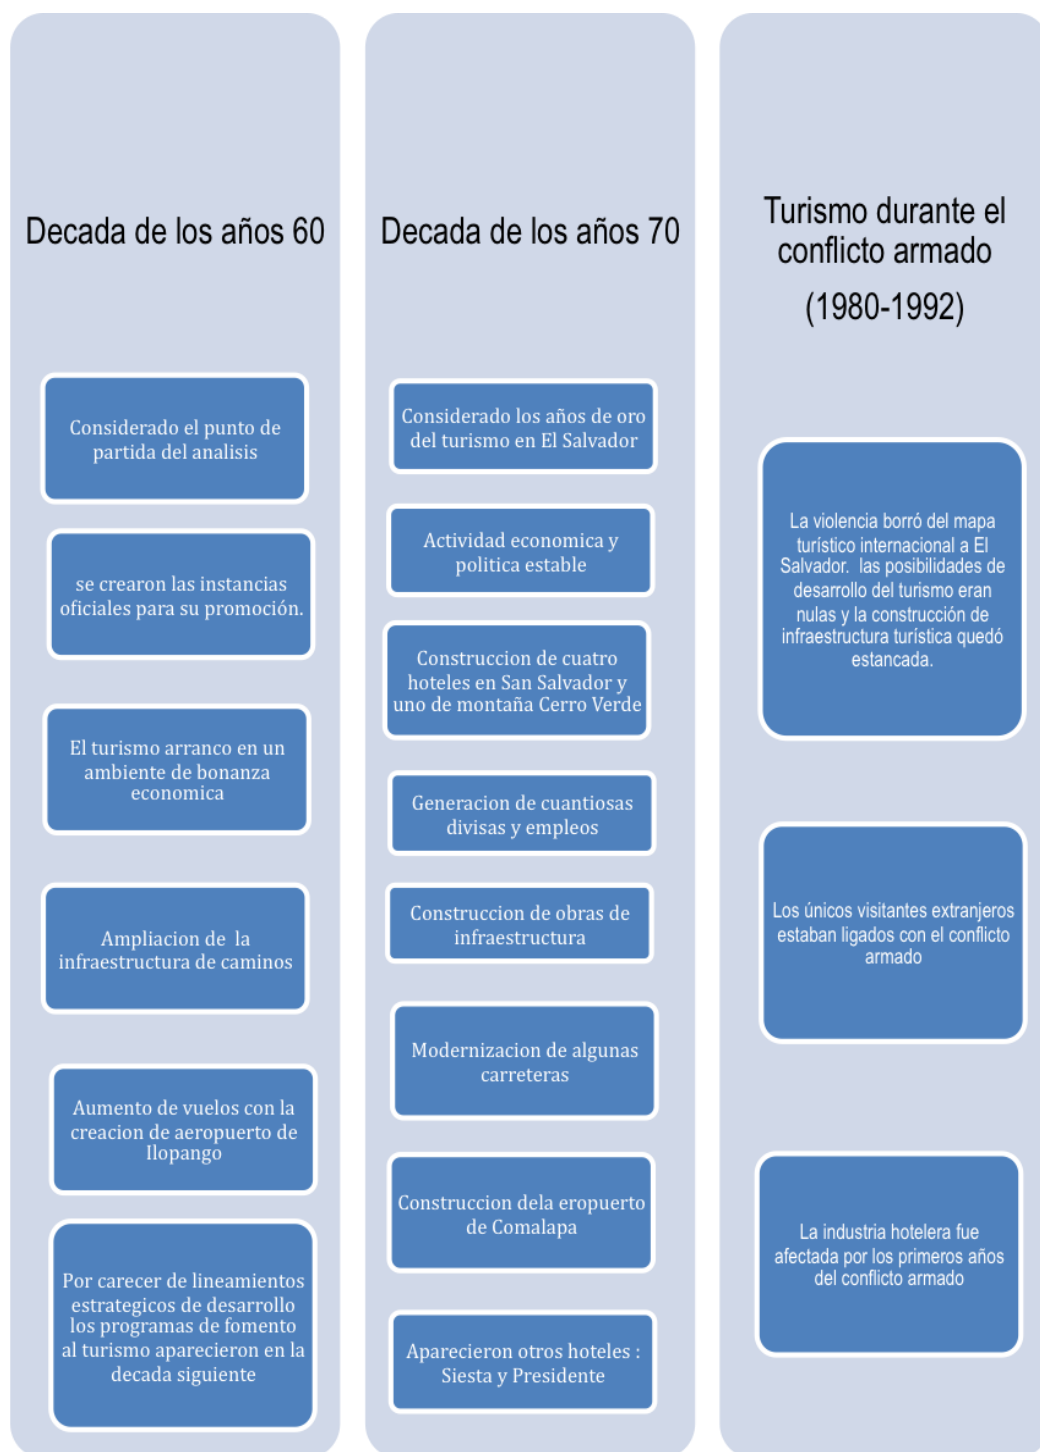 Decada de los años 60
Considerado el punto de
partida del analisis
se crearon las instancias
oficiales para su promoción.
El turismo arranco en un
ambiente de bonanza
economica
Ampliacion de la
infraestructura de caminos
Aumento de vuelos con la
creacion de aeropuerto de
Ilopango
Por carecer de lineamientos
estrategicos de desarrollo
los programas de fomento
al turismo aparecieron en la
decada siguiente
Decada de los años 70
Considerado los años de oro
del turismo en El Salvador
Actividad economica y
politica estable
Construccion de cuatro
hoteles en San Salvador y
uno de montaña Cerro Verde
Generacion de cuantiosas
divisas y empleos
Construccion de obras de
infraestructura
Modernizacion de algunas
carreteras
Construccion dela eropuerto
de Comalapa
Aparecieron otros hoteles :
Siesta y Presidente
Turismo durante el
conflicto armado
(1980-1992)
La violencia borró del mapa
turístico internacional a El
Salvador. las posibilidades de
desarrollo del turismo eran
nulas y la construcción de
infraestructura turística quedó
estancada.
Los únicos visitantes extranjeros
estaban ligados con el conflicto
armado
La industria hotelera fue
afectada por los primeros años
del conflicto armado